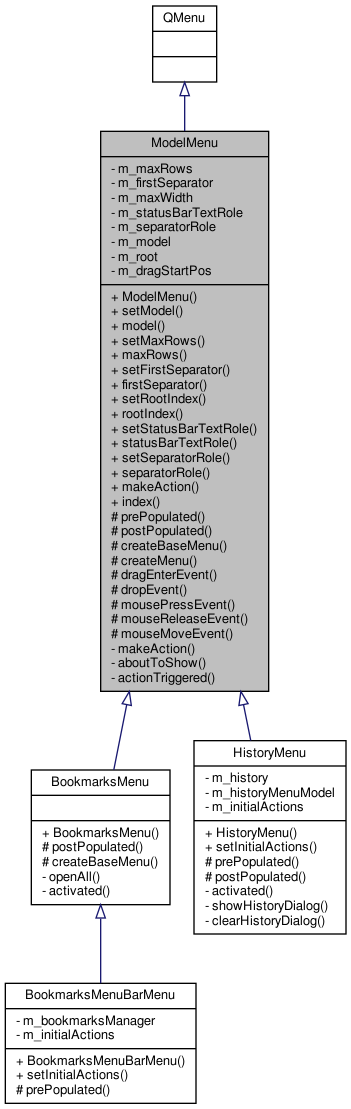 QMenu
ModelMenu
- m_maxRows
- m_firstSeparator
- m_maxWidth
- m_statusBarTextRole
- m_separatorRole
- m_model
- m_root
- m_dragStartPos
+ ModelMenu()
+ setModel()
+ model()
+ setMaxRows()
+ maxRows()
+ setFirstSeparator()
+ firstSeparator()
+ setRootIndex()
+ rootIndex()
+ setStatusBarTextRole()
+ statusBarTextRole()
+ setSeparatorRole()
+ separatorRole()
+ makeAction()
+ index()
# prePopulated()
# postPopulated()
# createBaseMenu()
# createMenu()
# dragEnterEvent()
# dropEvent()
# mousePressEvent()
# mouseReleaseEvent()
# mouseMoveEvent()
- makeAction()
- aboutToShow()
- actionTriggered()
BookmarksMenu
+ BookmarksMenu()
# postPopulated()
# createBaseMenu()
- openAll()
- activated()
HistoryMenu
- m_history
- m_historyMenuModel
- m_initialActions
+ HistoryMenu()
+ setInitialActions()
# prePopulated()
# postPopulated()
- activated()
- showHistoryDialog()
- clearHistoryDialog()
BookmarksMenuBarMenu
- m_bookmarksManager
- m_initialActions
+ BookmarksMenuBarMenu()
+ setInitialActions()
# prePopulated()